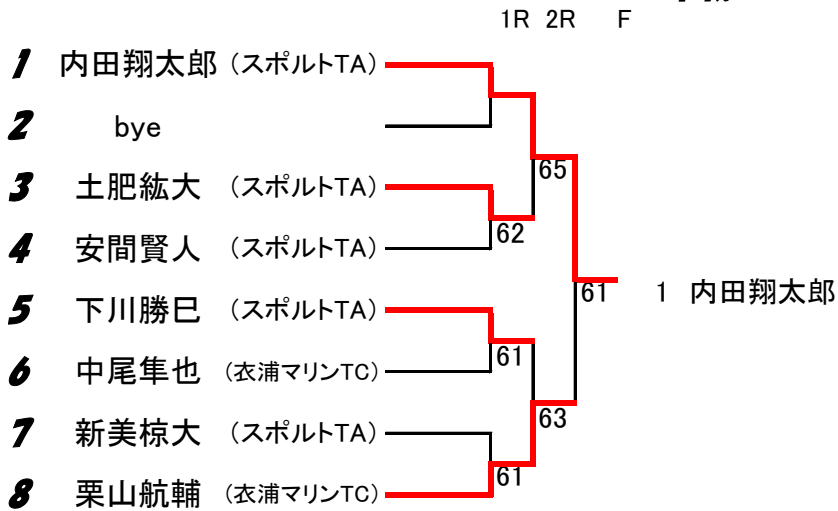 1R 2R F
1 内田翔太郎 (スポルトTA)
2 bye
65
3 土肥紘大 (スポルトTA)
62
4 安間賢人 (スポルトTA)
61 1 内田翔太郎
5 下川勝巳 (スポルトTA)
61
6 中尾隼也 (衣浦マリンTC)
63
7 新美椋大 (スポルトTA)
61
8 栗山航輔 (衣浦マリンTC)